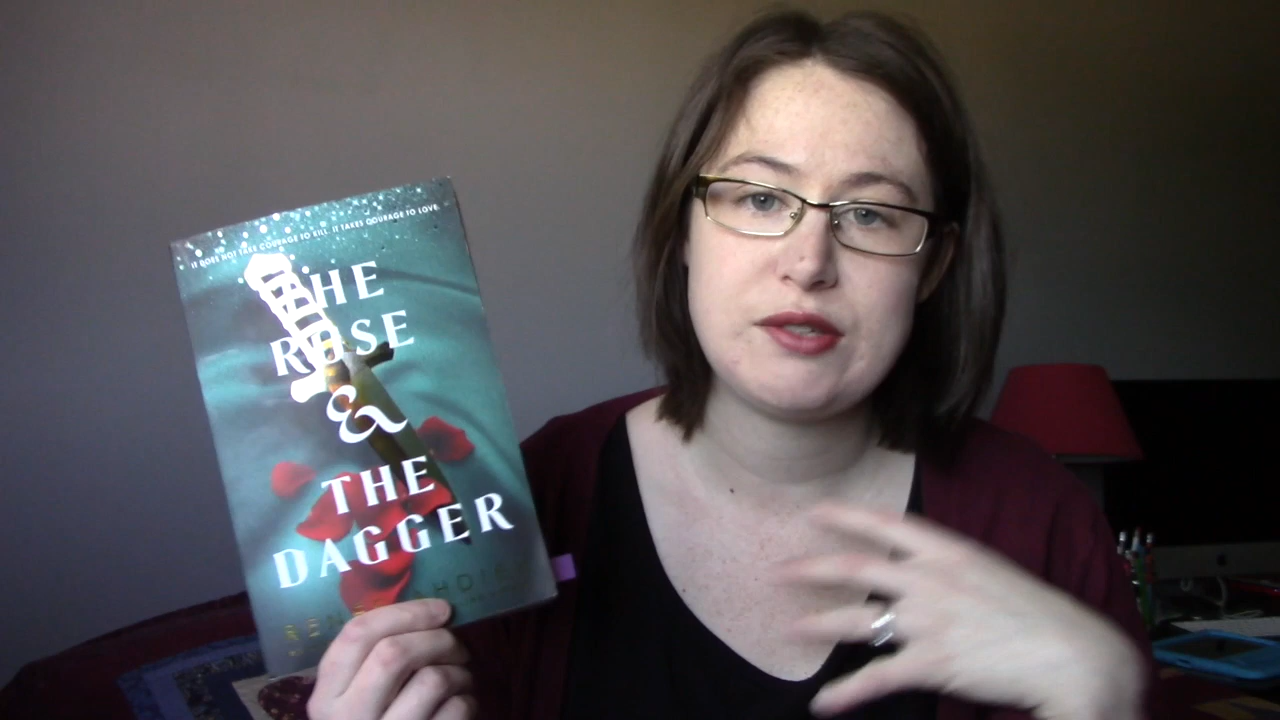 IT DOES NOT TAKE COURAGE TO KILL. IT TAKES COURAGE TO LOVE.
THE
ROSE
&
THE
DAGGER